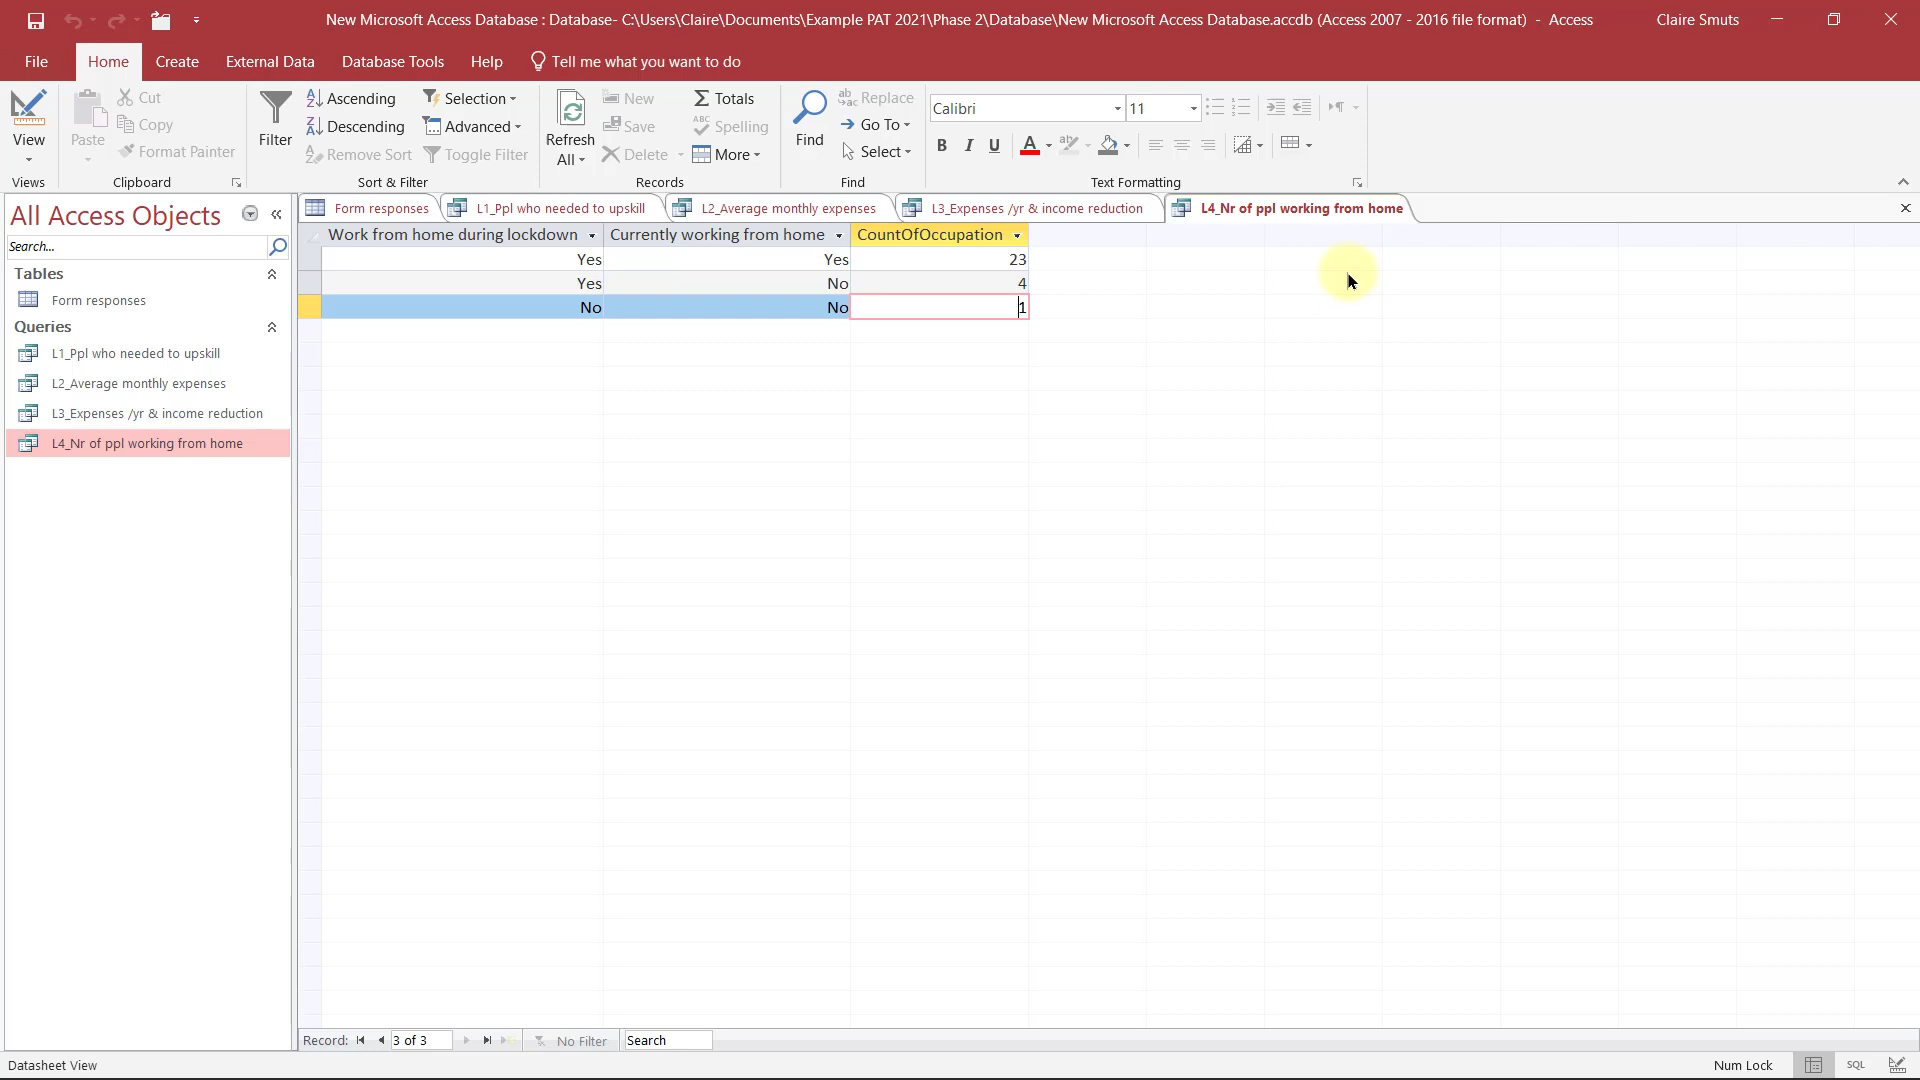 New Microsoft Access Database : Database- C:\Users\Claire\Documents\Example PAT 2021\Phase 2\Database\New Microsoft Access Database.accdb (Access 2007 - 2016 file format) - Access
Claire Smuts
File Home Create External Data Database Tools Help Tell me what you want to do
View
Views
Paste
Cut
Copy
Format Painter
Clipboard
Filter
Ascending
Descending
Remove Sort
Selection
Advanced
Toggle Filter
Sort & Filter
Refresh
All
New
Save
Delete
Totals
Spelling
More
Records
Find
Replace
Go To
Select
Find
Calibri 11
B I U A
Text Formatting
All Access Objects
Search...
Tables
Form responses
Queries
L1_Ppl who needed to upskill
L2_Average monthly expenses
L3_Expenses /yr & income reduction
L4_Nr of ppl working from home
Form responses L1_Ppl who needed to upskill L2_Average monthly expenses L3_Expenses /yr & income reduction L4_Nr of ppl working from home
Work from home during lockdown Currently working from home CountOfOccupation
Yes Yes 23
Yes No 4
No No 1
Record: 3 of 3 No Filter Search
Datasheet View Num Lock SQL